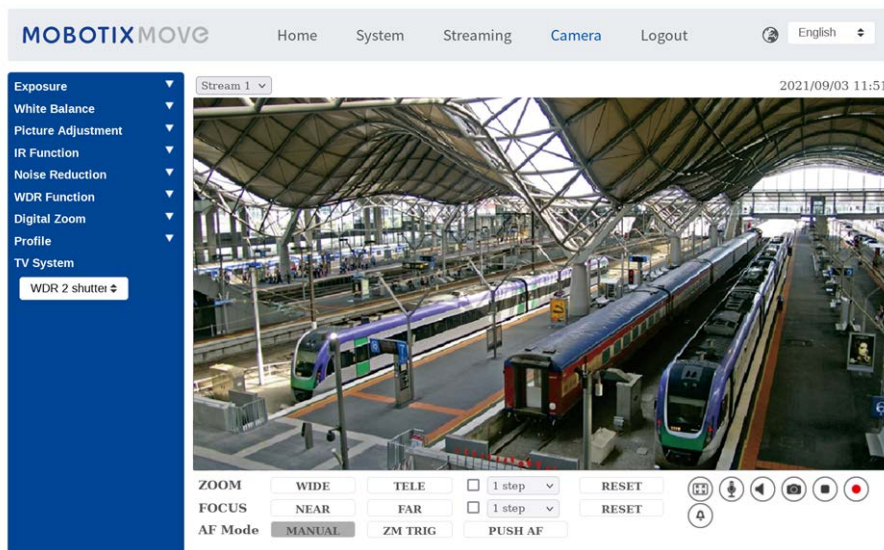 MOBOTIX MOVE Home System Streaming Camera Logout English
Exposure
White Balance
Picture Adjustment
IR Function
Noise Reduction
WDR Function
Digital Zoom
Profile
TV System
WDR 2 shutter
Stream 1 2021/09/03 11:51
ZOOM WIDE TELE 1 step RESET
FOCUS NEAR FAR 1 step RESET
AF Mode MANUAL ZM TRIG PUSH AF